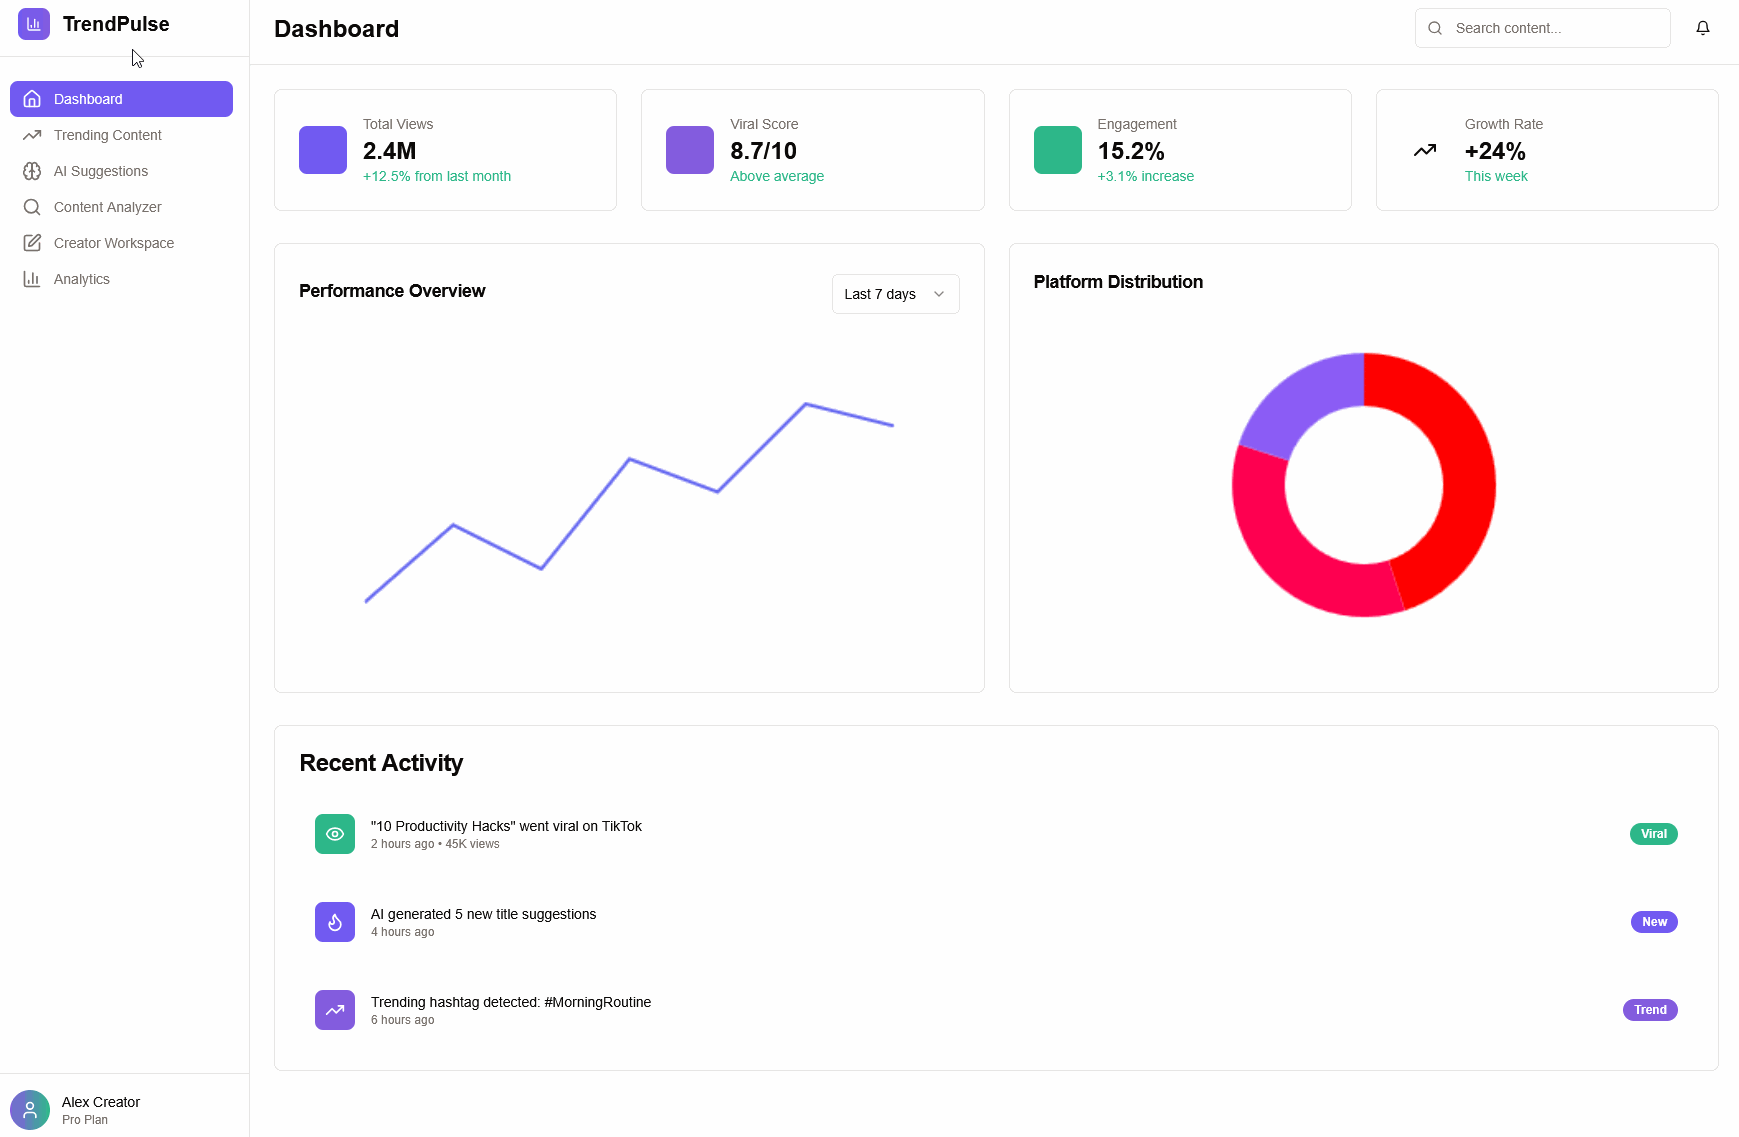 TrendPulse
Dashboard
Trending Content
AI Suggestions
Content Analyzer
Creator Workspace
Analytics
Alex Creator
Pro Plan
Dashboard
Search content...
Total Views
2.4M
+12.5% from last month
Viral Score
8.7/10
Above average
Engagement
15.2%
+3.1% increase
Growth Rate
+24%
This week
Performance Overview
Last 7 days
Platform Distribution
Recent Activity
"10 Productivity Hacks" went viral on TikTok
2 hours ago • 45K views
Viral
AI generated 5 new title suggestions
4 hours ago
New
Trending hashtag detected: #MorningRoutine
6 hours ago
Trend